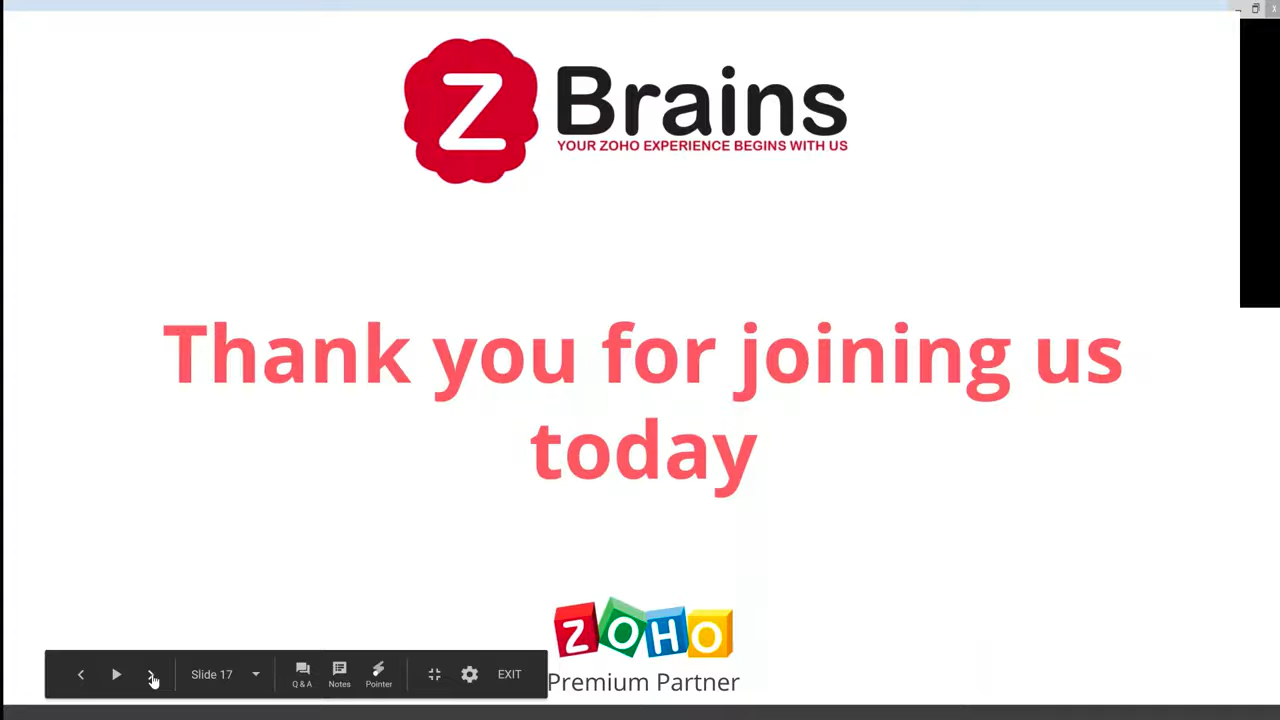 Z Brains
YOUR ZOHO EXPERIENCE BEGINS WITH US
Thank you for joining us
today
ZOHO
Premium Partner
Slide 17
Q & A
Notes
Pointer
EXIT